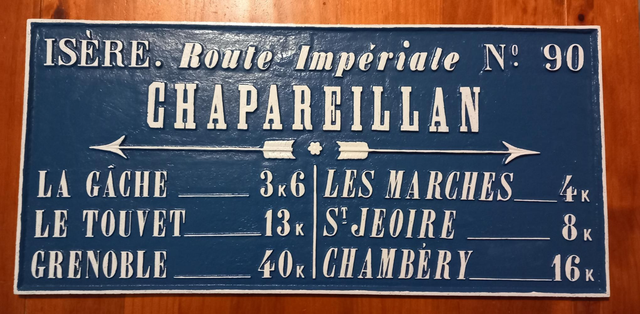 ISÈRE. Route Impériale Nº 90
CHAPAREILLAN
LA GÂCHE 3K6
LE TOUVET 13K
GRENOBLE 40K
LES MARCHES 4K
ST JEOIRE 8K
CHAMBÉRY 16K